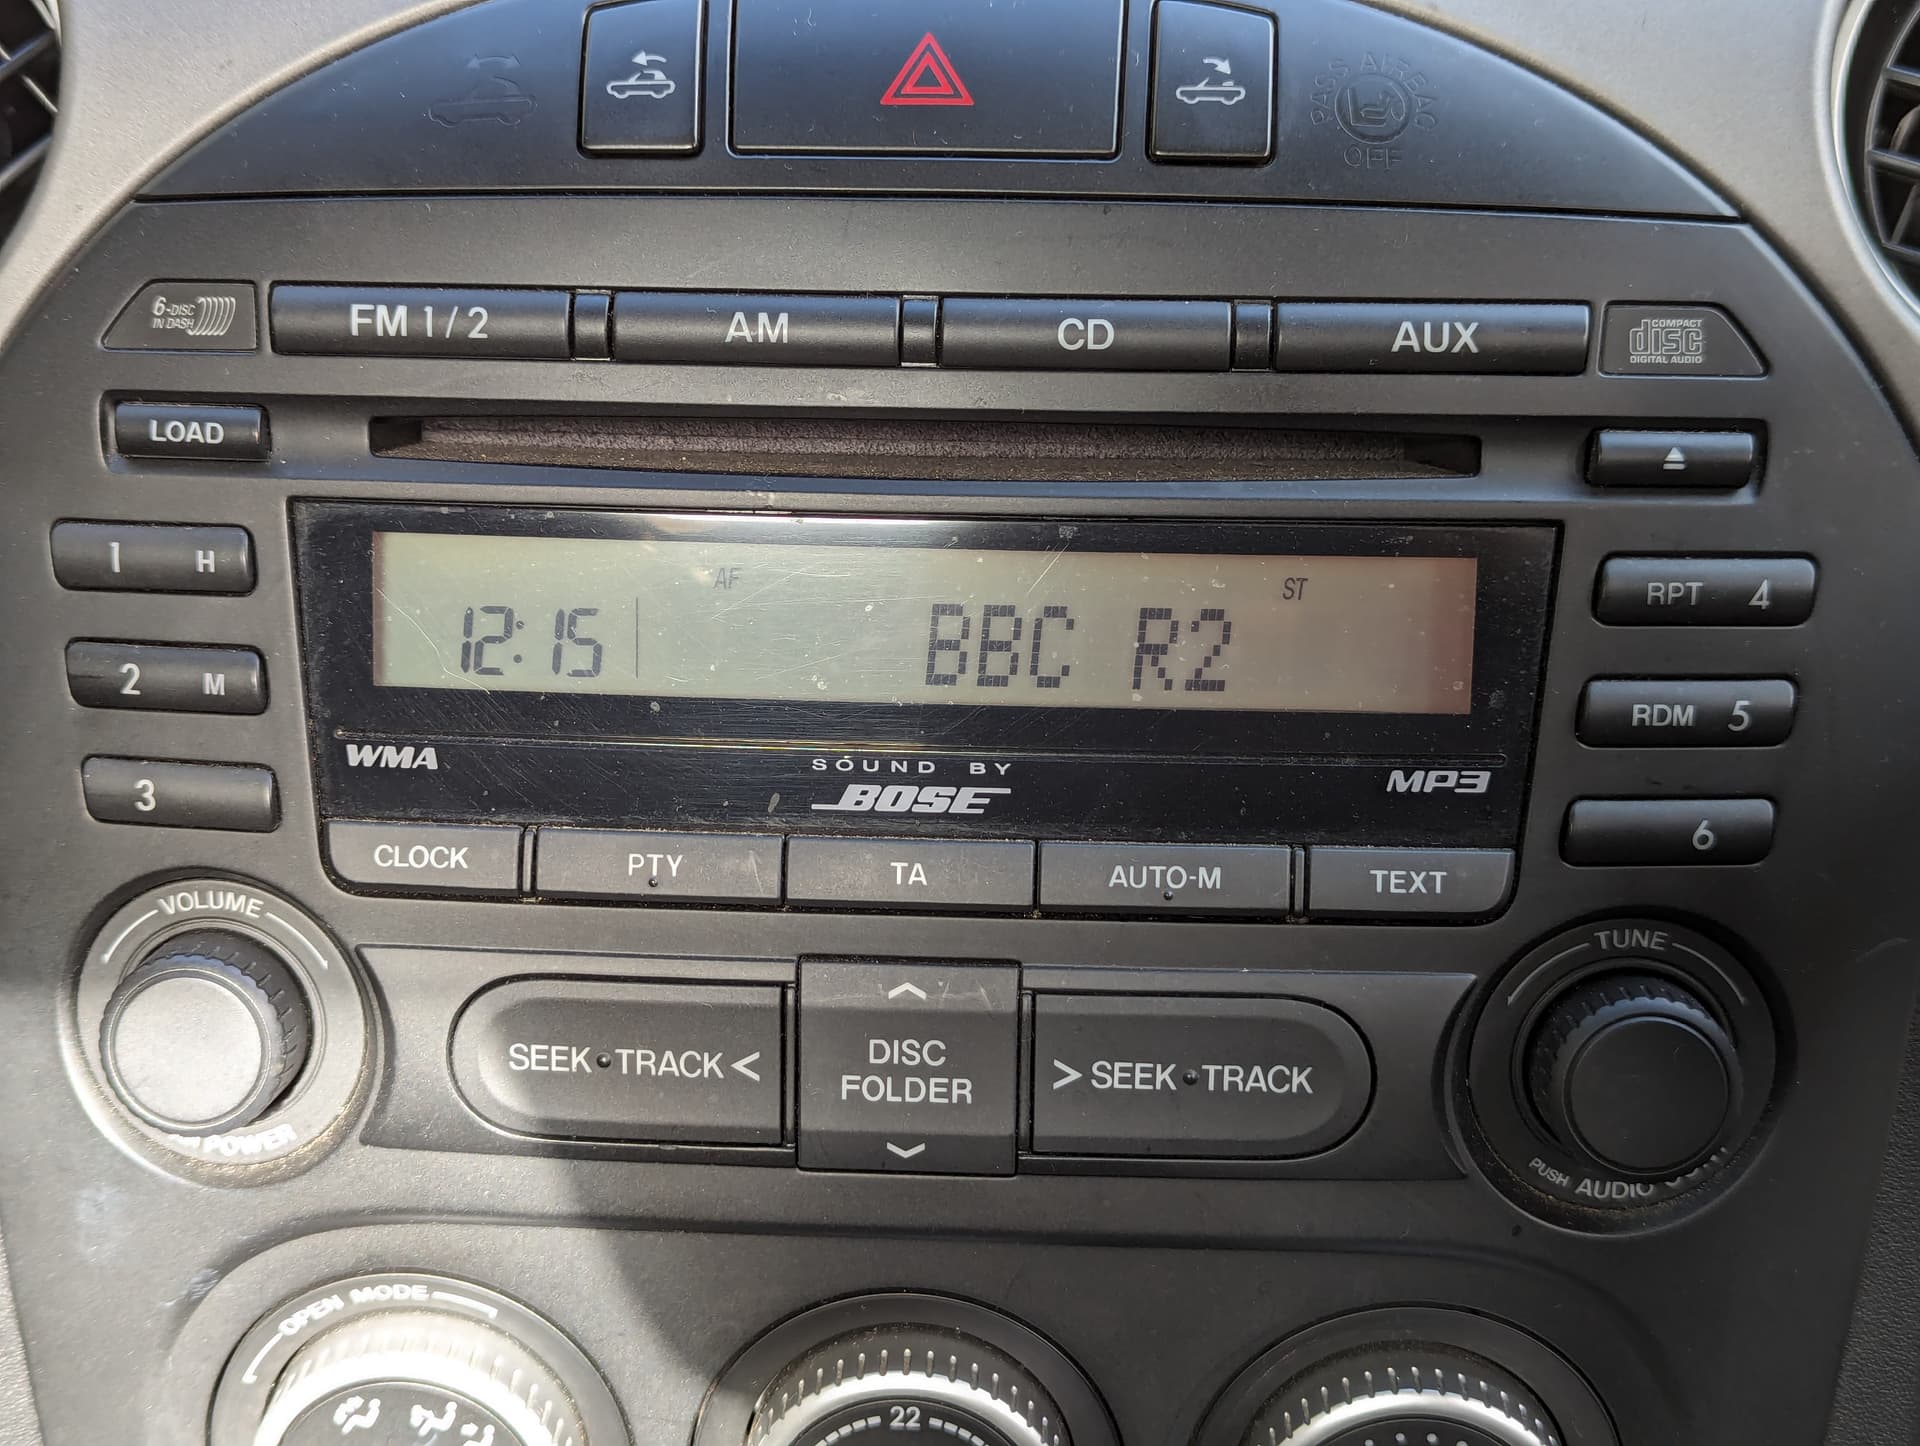 PASS AIRBAG
OFF
6-DISC
IN DASH
FM 1/2
AM
CD
AUX
COMPACT
disc
DIGITAL AUDIO
LOAD
1 H
2 M
3
AF
ST
12:15
BBC R2
RPT 4
RDM 5
6
WMA
SOUND BY
BOSE
MP3
CLOCK
PTY
TA
AUTO-M
TEXT
VOLUME
POWER
SEEK·TRACK <
DISC
FOLDER
> SEEK·TRACK
TUNE
PUSH AUDIO
OPEN MODE
22